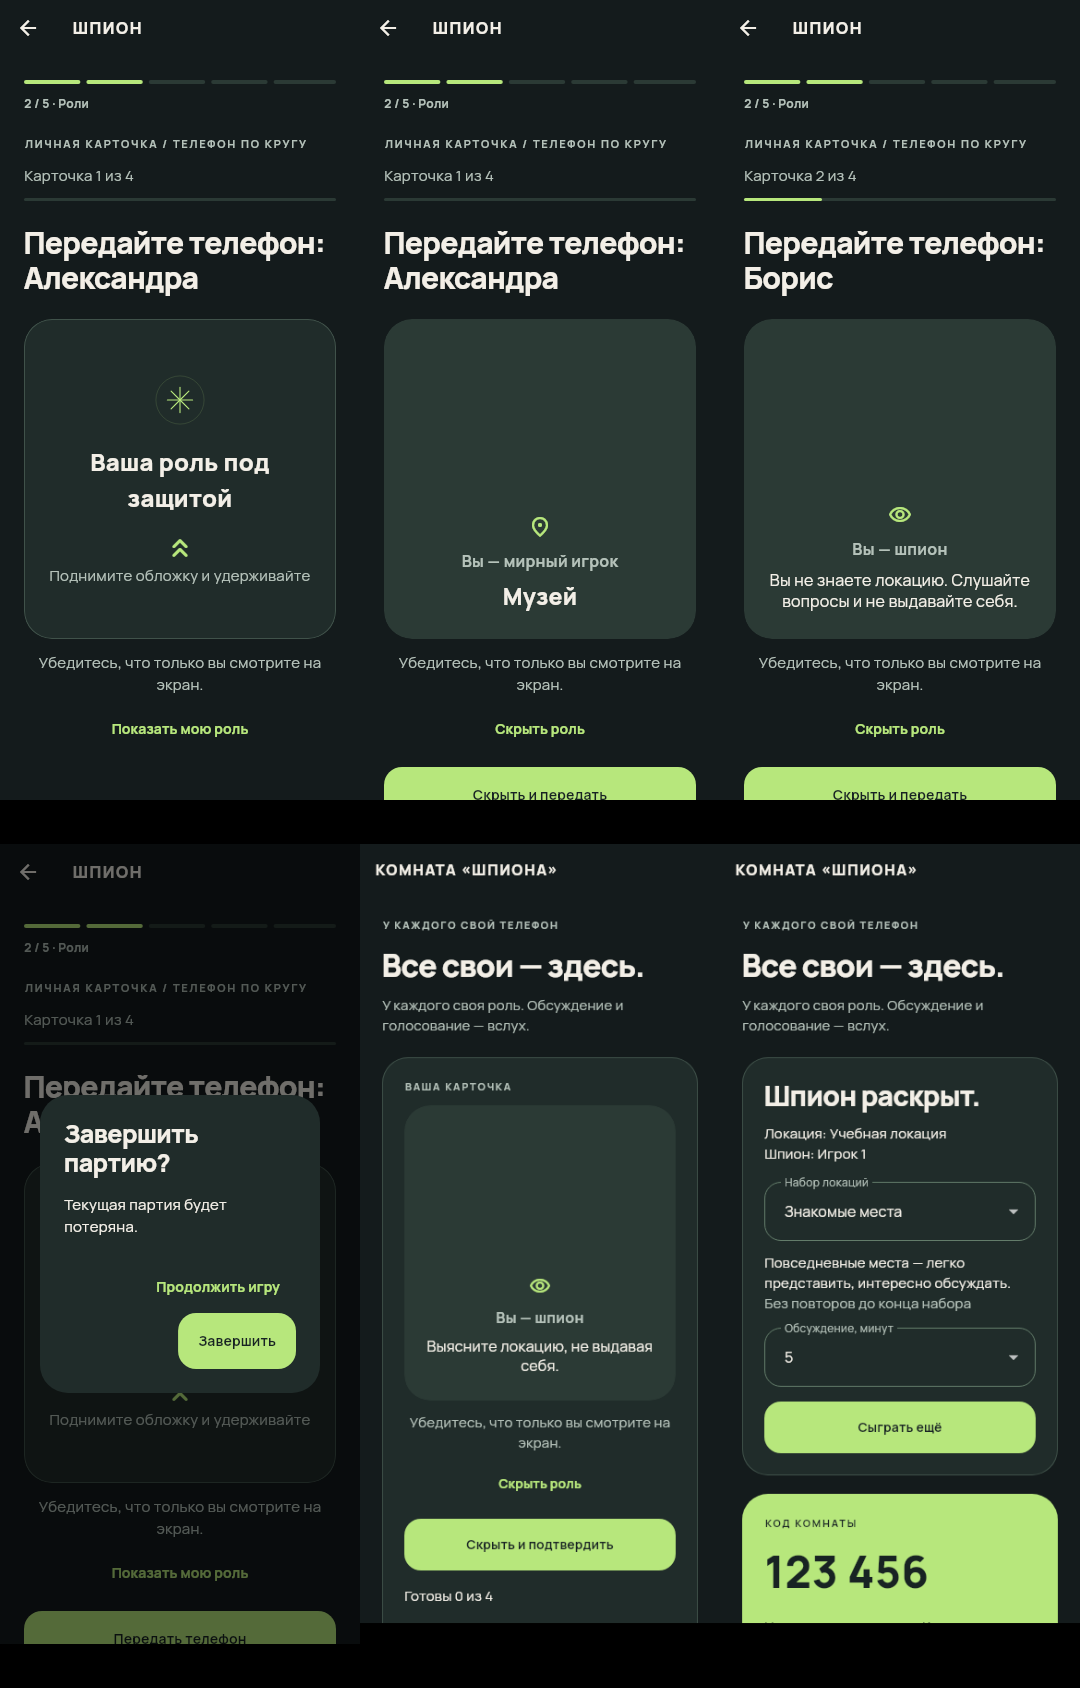 ШПИОН
2 / 5 · Роли
ЛИЧНАЯ КАРТОЧКА / ТЕЛЕФОН ПО КРУГУ
Карточка 1 из 4
Передайте телефон:
Александра
Ваша роль под
защитой
Поднимите обложку и удерживайте
Убедитесь, что только вы смотрите на
экран.
Показать мою роль
ШПИОН
2 / 5 · Роли
ЛИЧНАЯ КАРТОЧКА / ТЕЛЕФОН ПО КРУГУ
Карточка 1 из 4
Передайте телефон:
Александра
Вы — мирный игрок
Музей
Убедитесь, что только вы смотрите на
экран.
Скрыть роль
Скрыть и передать
ШПИОН
2 / 5 · Роли
ЛИЧНАЯ КАРТОЧКА / ТЕЛЕФОН ПО КРУГУ
Карточка 2 из 4
Передайте телефон:
Борис
Вы — шпион
Вы не знаете локацию. Слушайте
вопросы и не выдавайте себя.
Убедитесь, что только вы смотрите на
экран.
Скрыть роль
Скрыть и передать
ШПИОН
2 / 5 · Роли
ЛИЧНАЯ КАРТОЧКА / ТЕЛЕФОН ПО КРУГУ
Карточка 1 из 4
Передайте телефон:
А
Завершить
партию?
Текущая партия будет
потеряна.
Продолжить игру
Завершить
Поднимите обложку и удерживайте
Убедитесь, что только вы смотрите на
экран.
Показать мою роль
Передать телефон
КОМНАТА «ШПИОНА»
У КАЖДОГО СВОЙ ТЕЛЕФОН
Все свои — здесь.
У каждого своя роль. Обсуждение и
голосование — вслух.
ВАША КАРТОЧКА
Вы — шпион
Выясните локацию, не выдавая
себя.
Убедитесь, что только вы смотрите на
экран.
Скрыть роль
Скрыть и подтвердить
Готовы 0 из 4
КОМНАТА «ШПИОНА»
У КАЖДОГО СВОЙ ТЕЛЕФОН
Все свои — здесь.
У каждого своя роль. Обсуждение и
голосование — вслух.
Шпион раскрыт.
Локация: Учебная локация
Шпион: Игрок 1
Набор локаций
Знакомые места
Повседневные места — легко
представить, интересно обсуждать.
Без повторов до конца набора
Обсуждение, минут
5
Сыграть ещё
КОД КОМНАТЫ
123 456